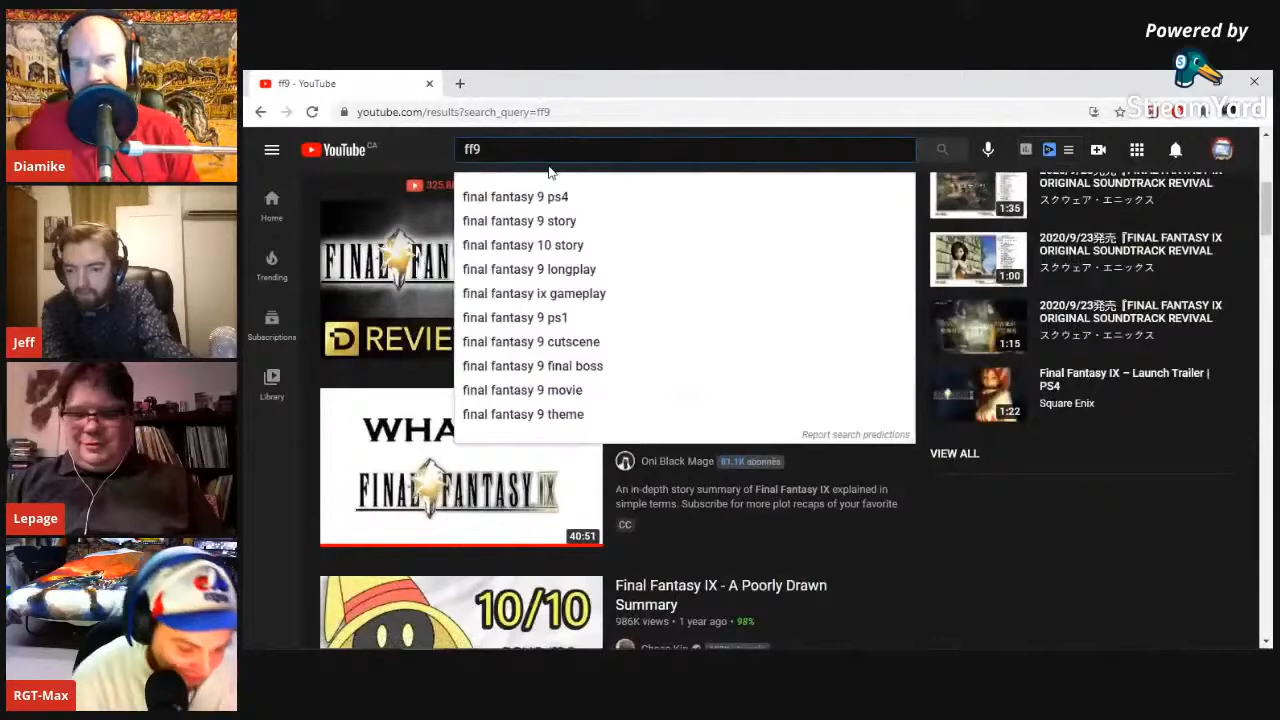 Powered by
StreamYard
Diamike
Jeff
Lepage
RGT-Max
ff9 - YouTube
youtube.com/results?search_query=ff9
YouTube CA
ff9
final fantasy 9 ps4
final fantasy 9 story
final fantasy 10 story
final fantasy 9 longplay
final fantasy ix gameplay
final fantasy 9 ps1
final fantasy 9 cutscene
final fantasy 9 final boss
final fantasy 9 movie
final fantasy 9 theme
Report search predictions
Home
Trending
Subscriptions
Library
FINAL FAN
REVIE
WHA
FINAL FANTASY IX
40:51
Oni Black Mage 81.1K abonnés
An in-depth story summary of Final Fantasy IX explained in
simple terms. Subscribe for more plot recaps of your favorite
CC
10/10
Final Fantasy IX - A Poorly Drawn
Summary
986K views • 1 year ago • 98%
2020/9/23発売『FINAL FANTASY IX
ORIGINAL SOUNDTRACK REVIVAL
スクウェア・エニックス
1:35
2020/9/23発売『FINAL FANTASY IX
ORIGINAL SOUNDTRACK REVIVAL
スクウェア・エニックス
1:00
2020/9/23発売『FINAL FANTASY IX
ORIGINAL SOUNDTRACK REVIVAL
スクウェア・エニックス
1:15
Final Fantasy IX – Launch Trailer |
PS4
Square Enix
1:22
VIEW ALL